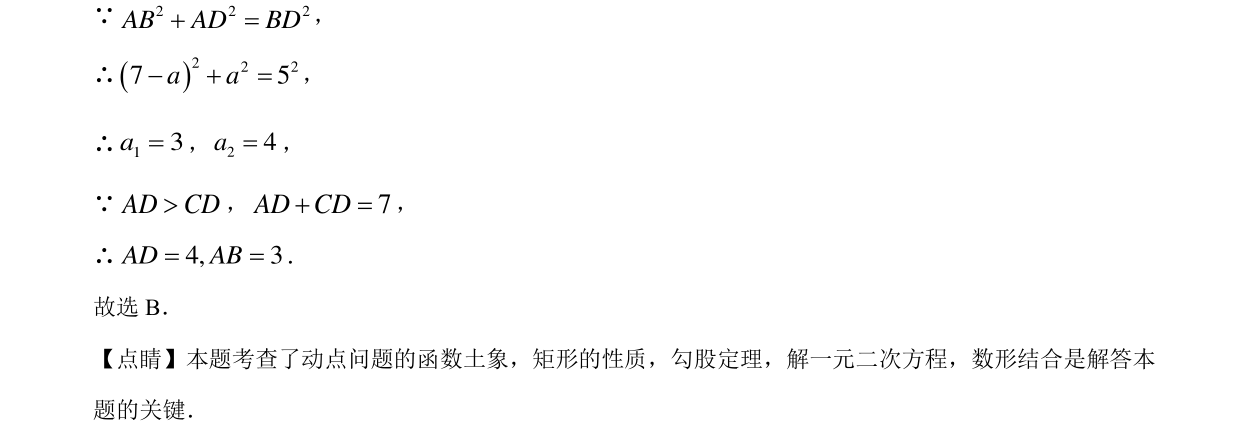 ∵ AB² + AD² = BD²，
∴ (7 − a)² + a² = 5²，
∴ a₁ = 3，a₂ = 4，
∵ AD > CD，AD + CD = 7，
∴ AD = 4, AB = 3．
故选 B．
【点睛】本题考查了动点问题的函数土象，矩形的性质，勾股定理，解一元二次方程，数形结合是解答本
题的关键．